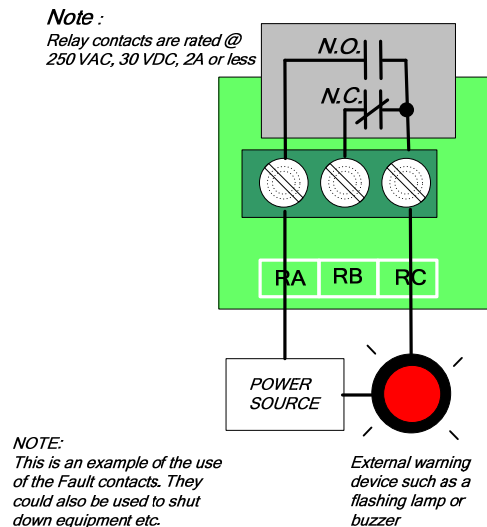 Note :
Relay contacts are rated @
250 VAC, 30 VDC, 2A or less
N.O.
N.C.
RA RB RC
POWER
SOURCE
NOTE:
This is an example of the use
of the Fault contacts. They
could also be used to shut
down equipment etc.
External warning
device such as a
flashing lamp or
buzzer